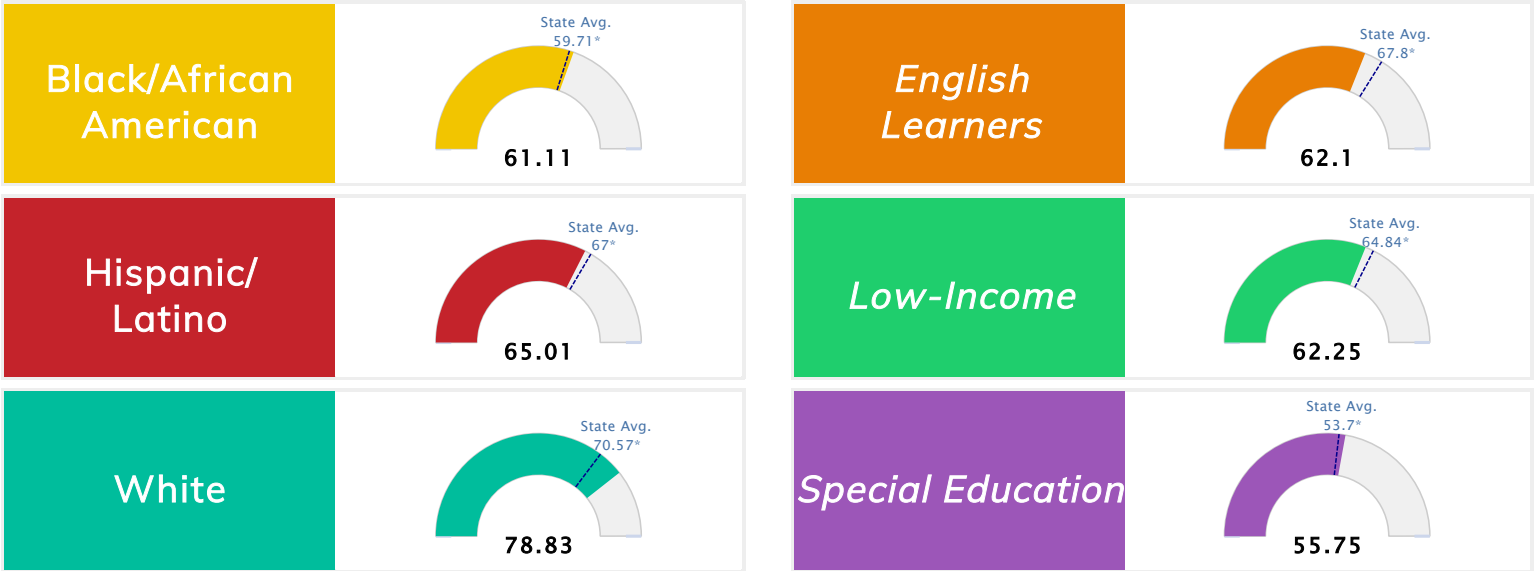 Black/African
American
State Avg.
59.71*
61.11
English
Learners
State Avg.
67.8*
62.1
Hispanic/
Latino
State Avg.
67*
65.01
Low-Income
State Avg.
64.84*
62.25
White
State Avg.
70.57*
78.83
Special Education
State Avg.
53.7*
55.75